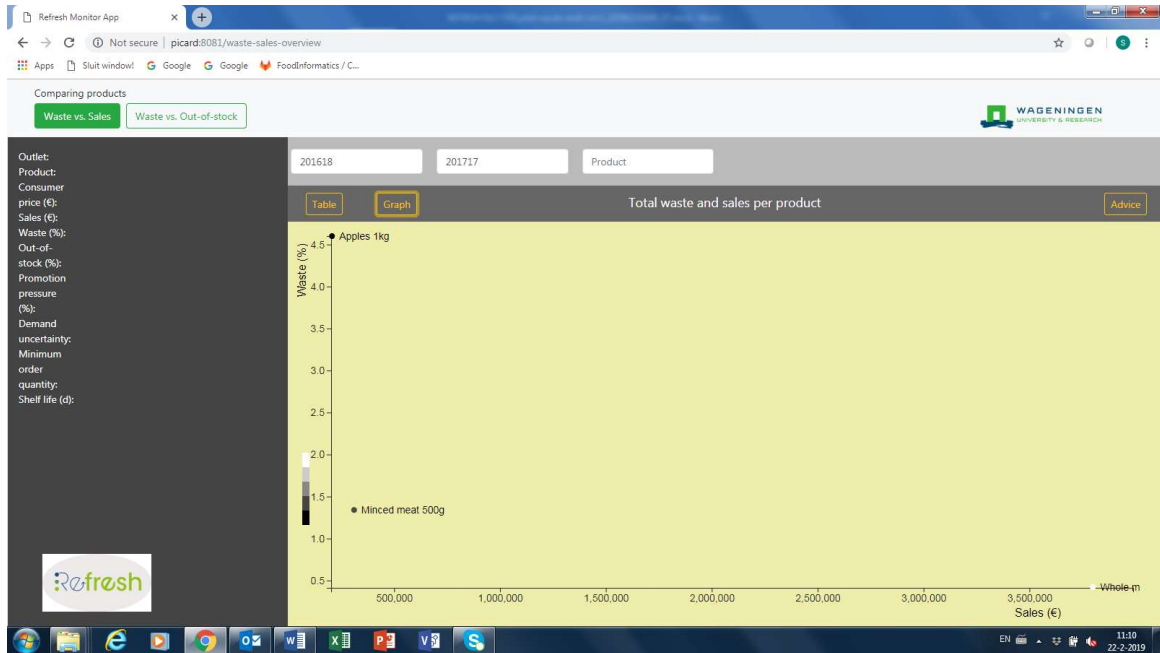 Refresh Monitor App
Not secure | picard:8081/waste-sales-overview
S
Apps Sluit window! Google Google FoodInformatics / C...
Comparing products
Waste vs. Sales Waste vs. Out-of-stock
WAGENINGEN
UNIVERSITY & RESEARCH
Outlet:
Product:
Consumer
price (€):
Sales (€):
Waste (%):
Out-of-
stock (%):
Promotion
pressure
(%):
Demand
uncertainty:
Minimum
order
quantity:
Shelf life (d):
Refresh
201618 201717 Product
Table Graph Total waste and sales per product Advice
Waste (%)
Apples 1kg
4.5
4.0
3.5
3.0
2.5
2.0
1.5
Minced meat 500g
1.0
0.5
Whole m
500,000 1,000,000 1,500,000 2,000,000 2,500,000 3,000,000 3,500,000
Sales (€)
EN 11:10
22-2-2019